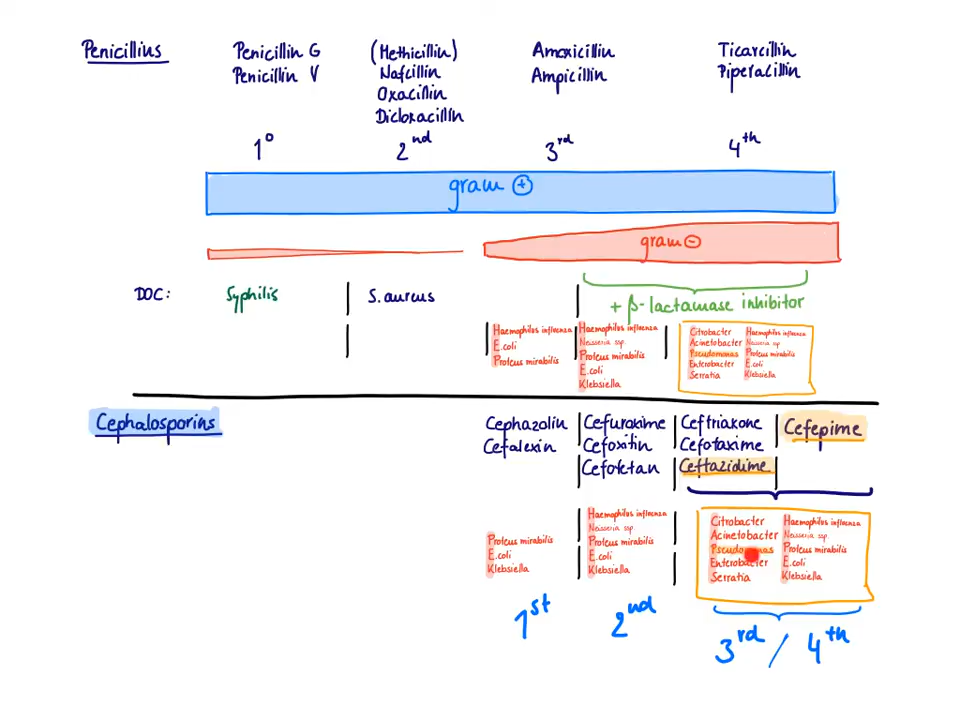 Penicillins
Penicillin G
Penicillin V
(Methicillin)
Nafcillin
Oxacillin
Dicloxacillin
Amoxicillin
Ampicillin
Ticarcillin
Piperacillin
1°
2nd
3rd
4th
gram ⊕
gram ⊖
DOC:
Syphilis
S. aureus
+ β-lactamase inhibitor
Haemophilus influenza
E.coli
Proteus mirabilis
Haemophilus influenza
Neisseria ssp.
Proteus mirabilis
E.coli
Klebsiella
Citrobacter
Acinetobacter
Pseudomonas
Enterobacter
Serratia
Haemophilus influenza
Neisseria ssp
Proteus mirabilis
E.coli
Klebsiella
Cephalosporins
Cephazolin
Cefalexin
Cefuroxime
Cefoxitin
Cefotetan
Ceftriaxone
Cefotaxime
Ceftazidime
Cefepime
Proteus mirabilis
E.coli
Klebsiella
Haemophilus influenza
Neisseria ssp.
Proteus mirabilis
E.coli
Klebsiella
Citrobacter
Acinetobacter
Pseudomonas
Enterobacter
Serratia
Haemophilus influenza
Neisseria ssp.
Proteus mirabilis
E.coli
Klebsiella
1st
2nd
3rd / 4th